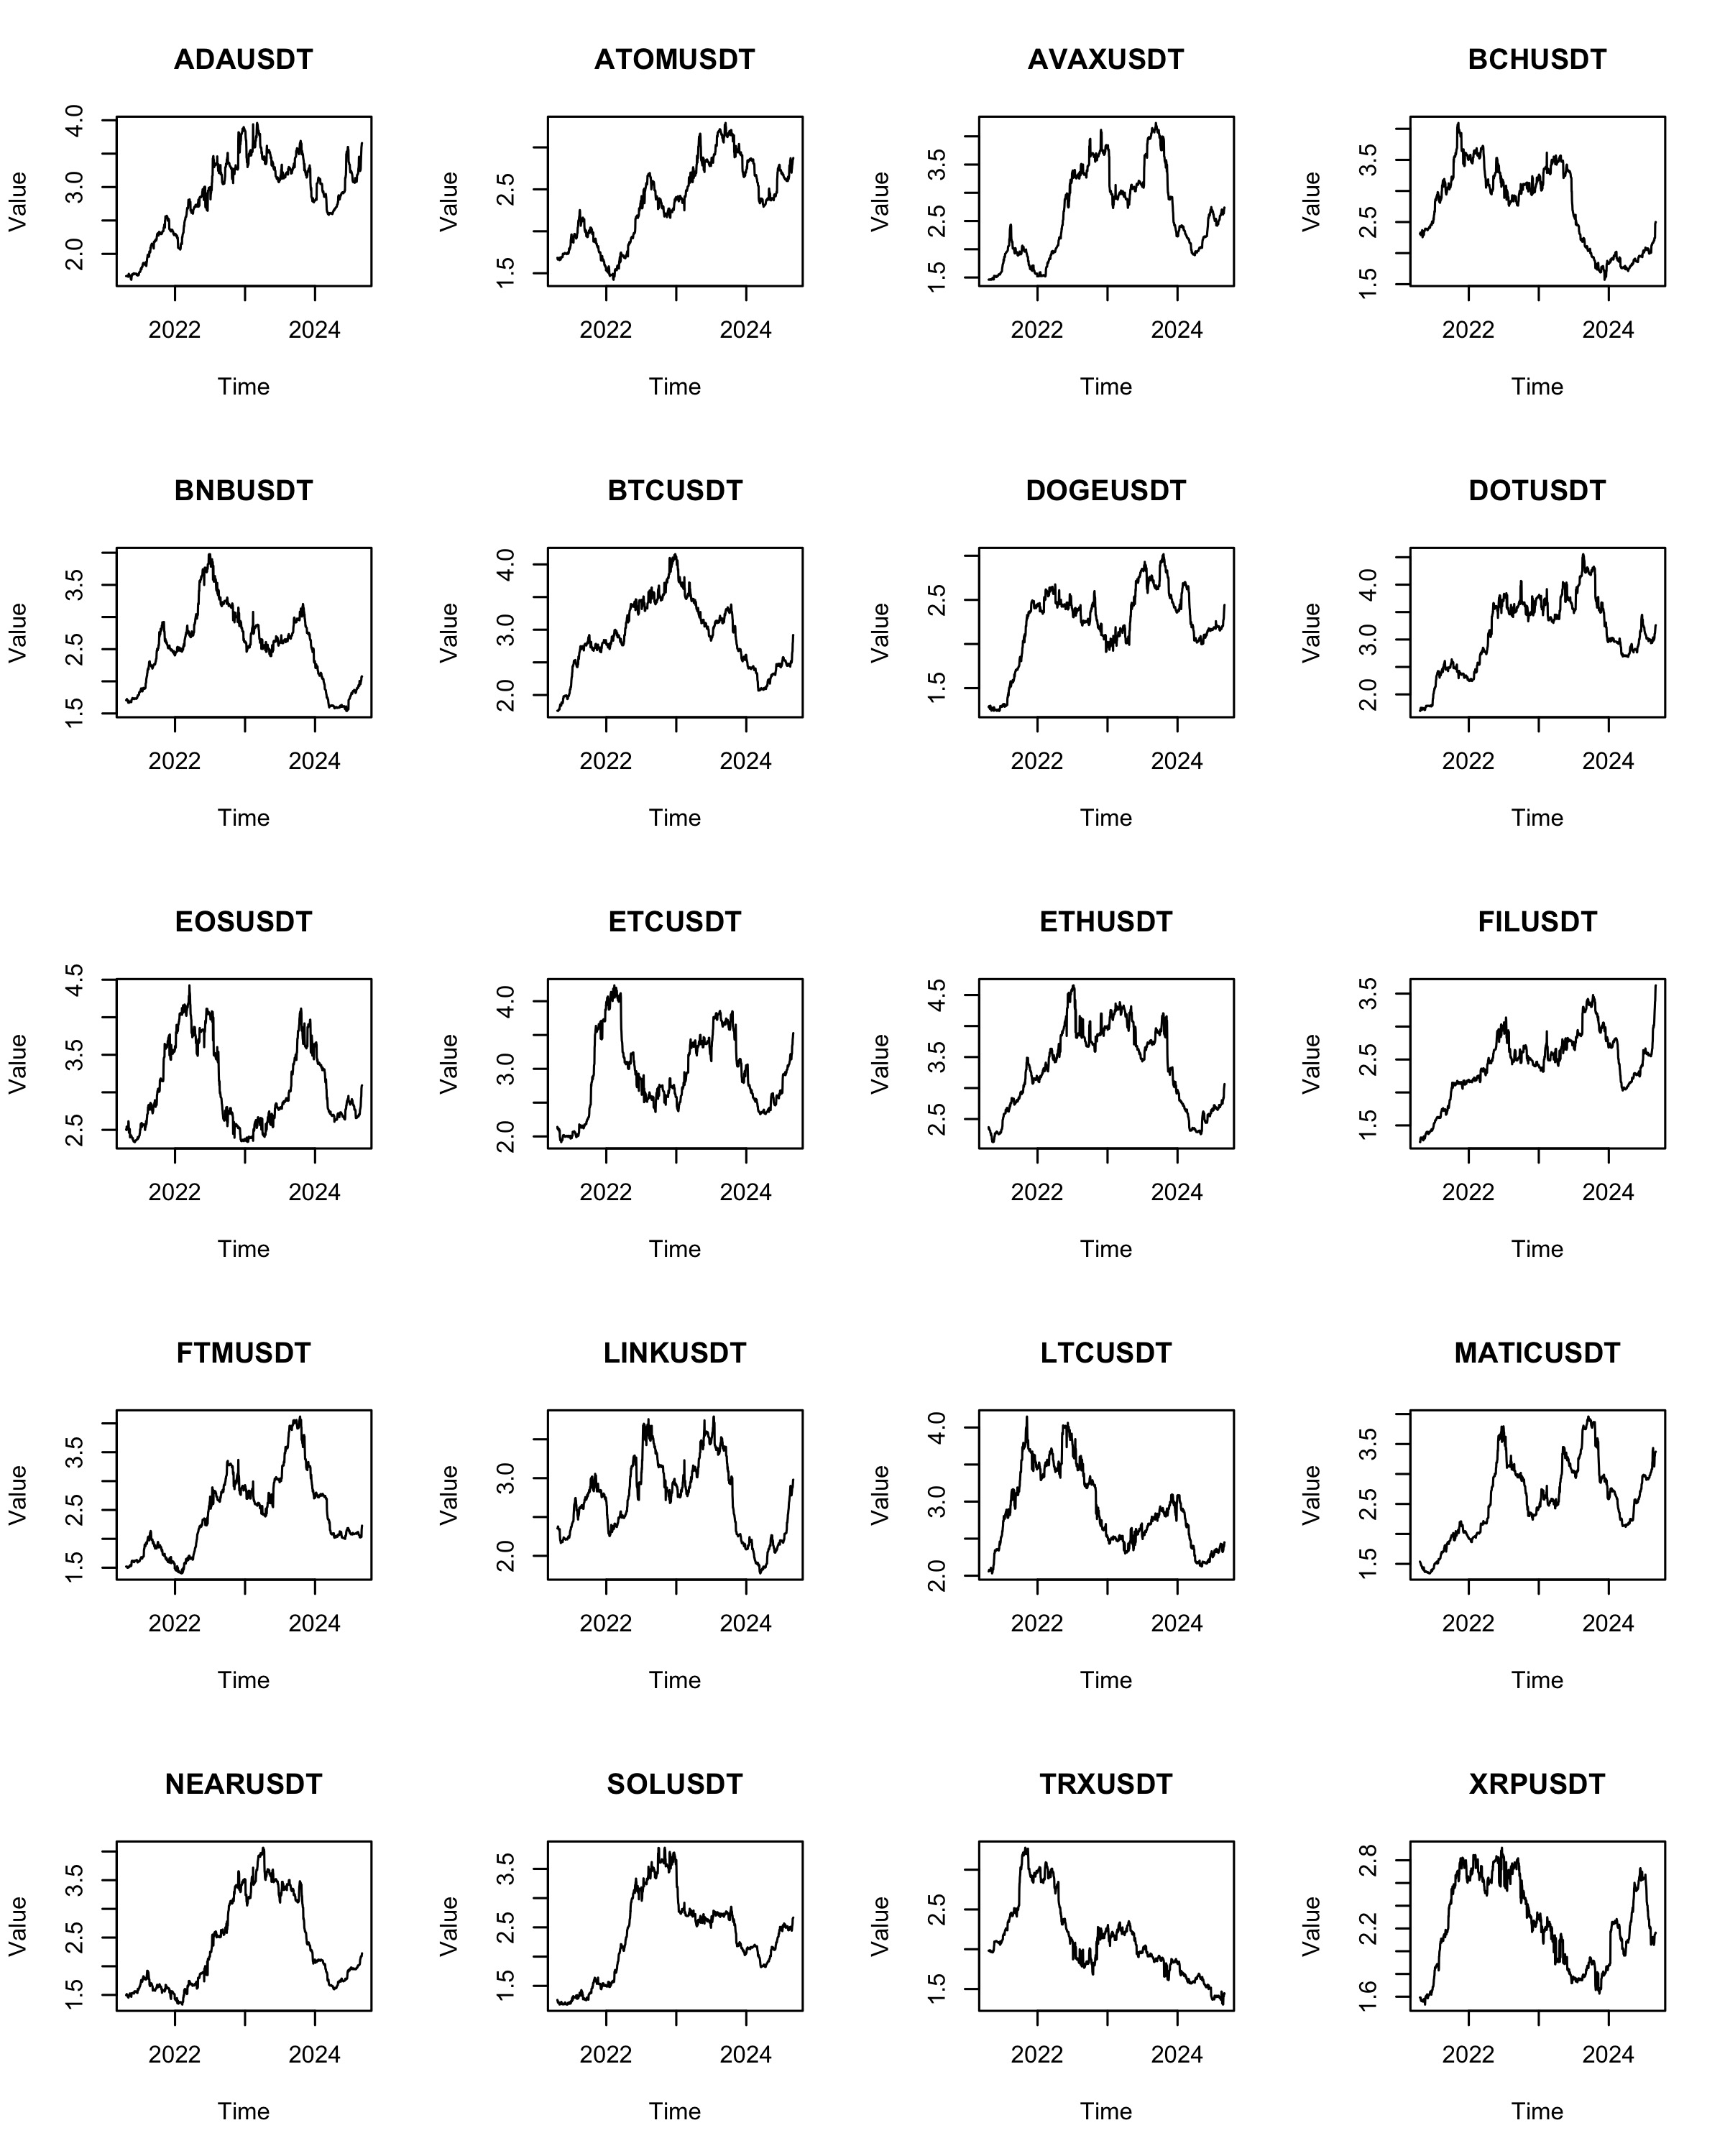 ADAUSDT ATOMUSDT AVAXUSDT BCHUSDT
Value 2.0 3.0 4.0 Value 1.5 2.5 Value 1.5 2.5 3.5 Value 1.5 2.5 3.5
2022 2024 2022 2024 2022 2024 2022 2024
Time Time Time Time
BNBUSDT BTCUSDT DOGEUSDT DOTUSDT
Value 1.5 2.5 3.5 Value 2.0 3.0 4.0 Value 1.5 2.5 Value 2.0 3.0 4.0
2022 2024 2022 2024 2022 2024 2022 2024
Time Time Time Time
EOSUSDT ETCUSDT ETHUSDT FILUSDT
Value 2.5 3.5 4.5 Value 2.0 3.0 4.0 Value 2.5 3.5 4.5 Value 1.5 2.5 3.5
2022 2024 2022 2024 2022 2024 2022 2024
Time Time Time Time
FTMUSDT LINKUSDT LTCUSDT MATICUSDT
Value 1.5 2.5 3.5 Value 2.0 3.0 Value 2.0 3.0 4.0 Value 1.5 2.5 3.5
2022 2024 2022 2024 2022 2024 2022 2024
Time Time Time Time
NEARUSDT SOLUSDT TRXUSDT XRPUSDT
Value 1.5 2.5 3.5 Value 1.5 2.5 3.5 Value 1.5 2.5 Value 1.6 2.2 2.8
2022 2024 2022 2024 2022 2024 2022 2024
Time Time Time Time